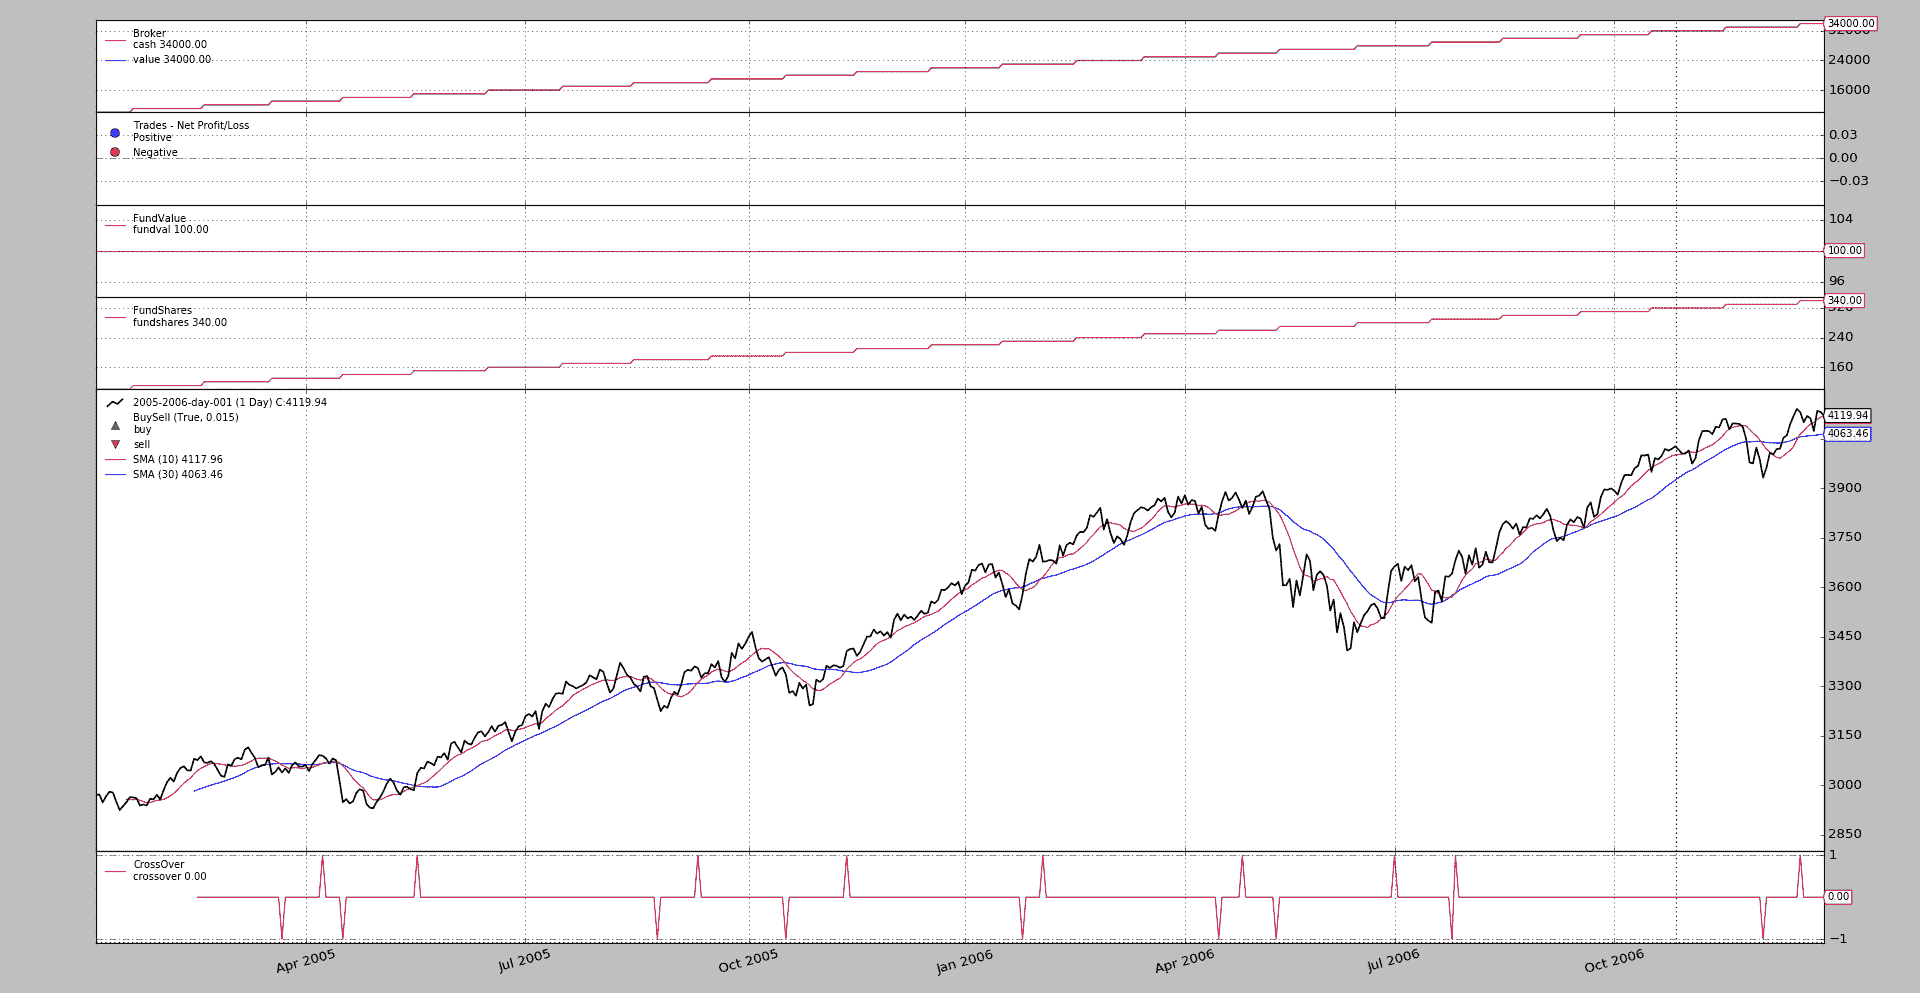 Broker
cash 34000.00
value 34000.00
34000.00
32000
24000
16000
Trades - Net Profit/Loss
Positive
Negative
0.03
0.00
−0.03
FundValue
fundval 100.00
104
100.00
96
FundShares
fundshares 340.00
340.00
320
240
160
2005-2006-day-001 (1 Day) C:4119.94
BuySell (True, 0.015)
buy
sell
SMA (10) 4117.96
SMA (30) 4063.46
4119.94
4063.46
3900
3750
3600
3450
3300
3150
3000
2850
CrossOver
crossover 0.00
1
0.00
−1
Apr 2005
Jul 2005
Oct 2005
Jan 2006
Apr 2006
Jul 2006
Oct 2006